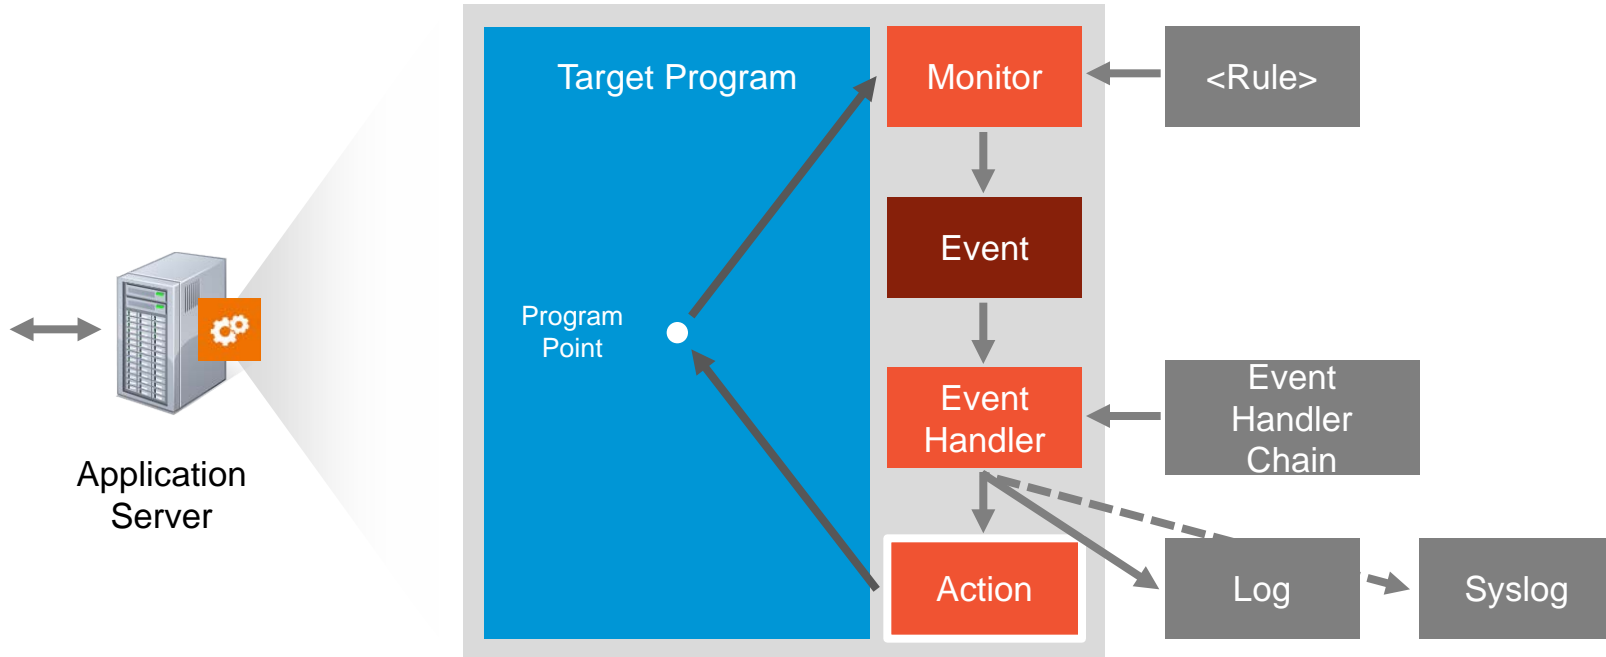 Target Program
Monitor
<Rule>
Event
Program
Point
Event
Handler
Event
Handler
Chain
Application
Server
Action
Log
Syslog